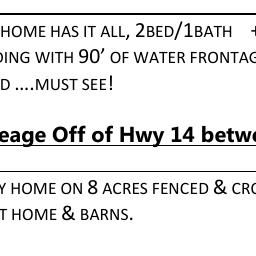 HOME HAS IT ALL, 2BED/1BATH +
DING WITH 90' OF WATER FRONTAG
D ....MUST SEE!
eage Off of Hwy 14 betwe
Y HOME ON 8 ACRES FENCED & CRO
T HOME & BARNS.